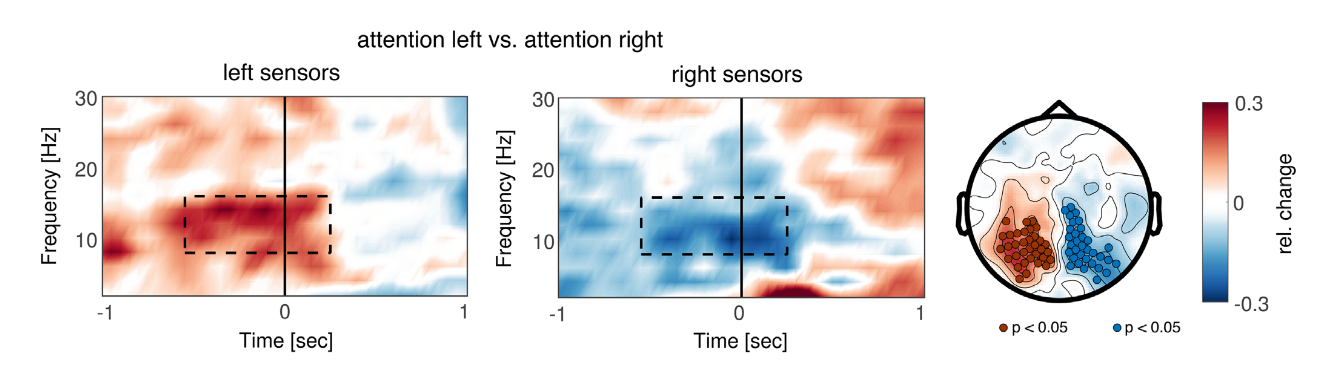 attention left vs. attention right
left sensors
right sensors
30
20
10
Frequency [Hz]
-1
0
1
Time [sec]
30
20
10
Frequency [Hz]
-1
0
1
Time [sec]
p < 0.05
p < 0.05
0.3
0
-0.3
rel. change